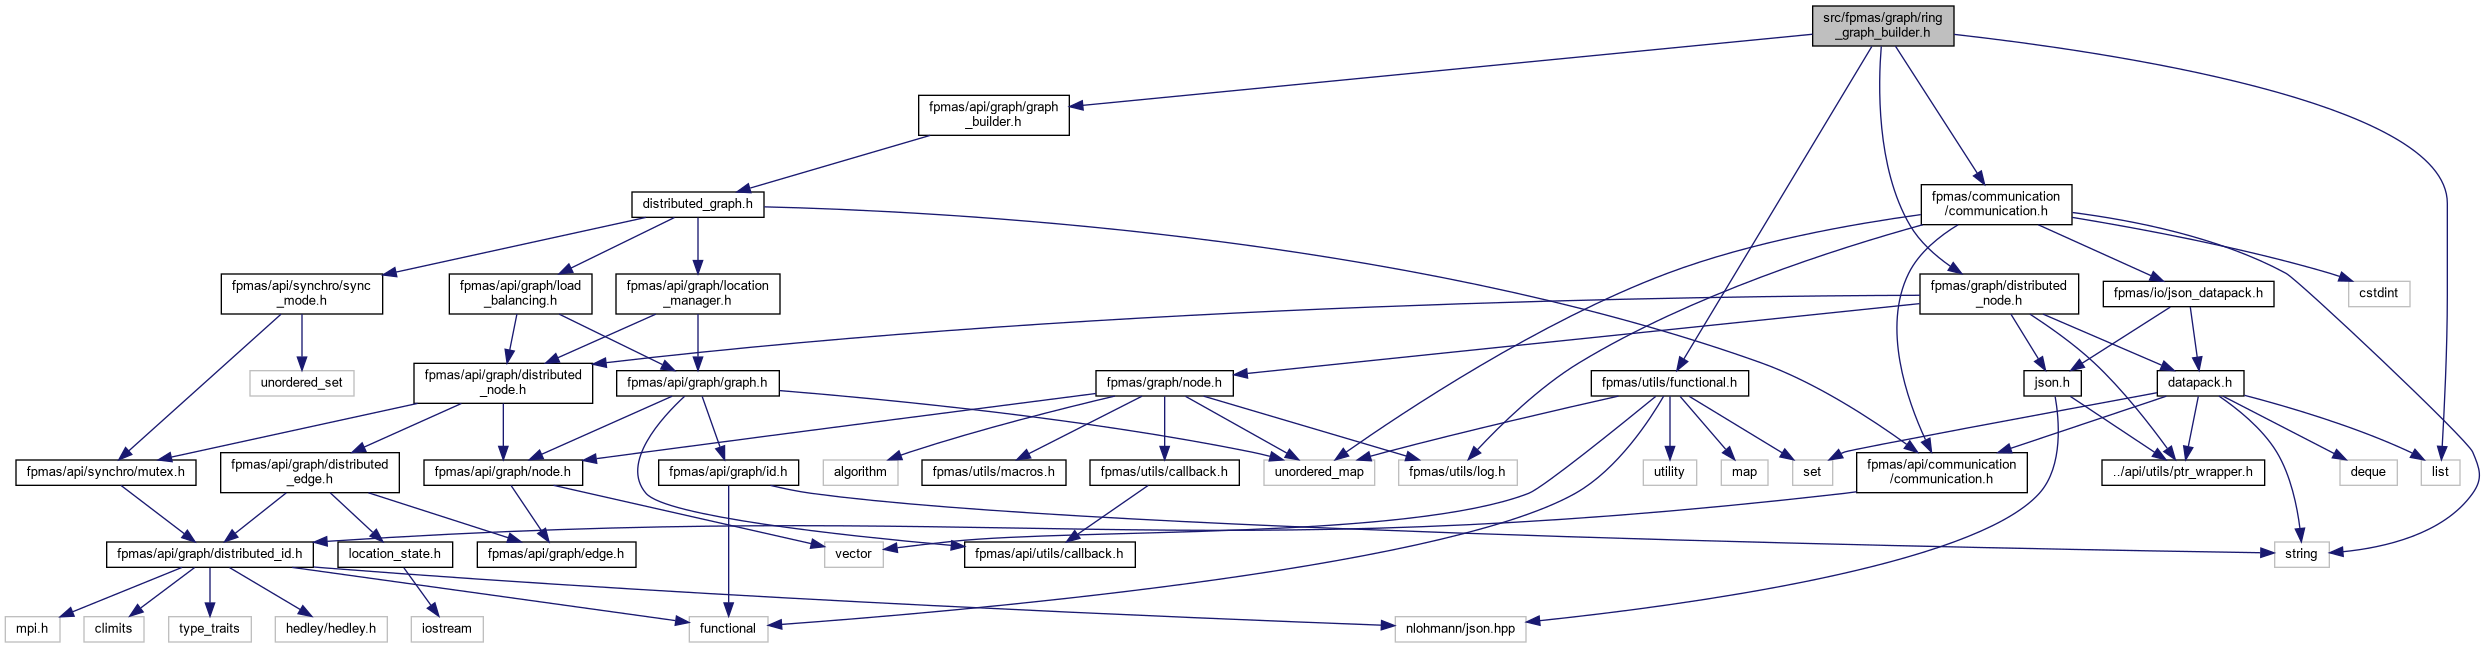 src/fpmas/graph/ring
_graph_builder.h
fpmas/api/graph/graph
_builder.h
distributed_graph.h
fpmas/communication
/communication.h
fpmas/api/synchro/sync
_mode.h
fpmas/api/graph/load
_balancing.h
fpmas/api/graph/location
_manager.h
fpmas/graph/distributed
_node.h
fpmas/io/json_datapack.h
cstdint
unordered_set
fpmas/api/graph/distributed
_node.h
fpmas/api/graph/graph.h
fpmas/graph/node.h
fpmas/utils/functional.h
json.h
datapack.h
fpmas/api/synchro/mutex.h
fpmas/api/graph/distributed
_edge.h
fpmas/api/graph/node.h
fpmas/api/graph/id.h
algorithm
fpmas/utils/macros.h
fpmas/utils/callback.h
unordered_map
fpmas/utils/log.h
utility
map
set
fpmas/api/communication
/communication.h
../api/utils/ptr_wrapper.h
deque
list
fpmas/api/graph/distributed_id.h
location_state.h
fpmas/api/graph/edge.h
vector
fpmas/api/utils/callback.h
string
mpi.h
climits
type_traits
hedley/hedley.h
iostream
functional
nlohmann/json.hpp